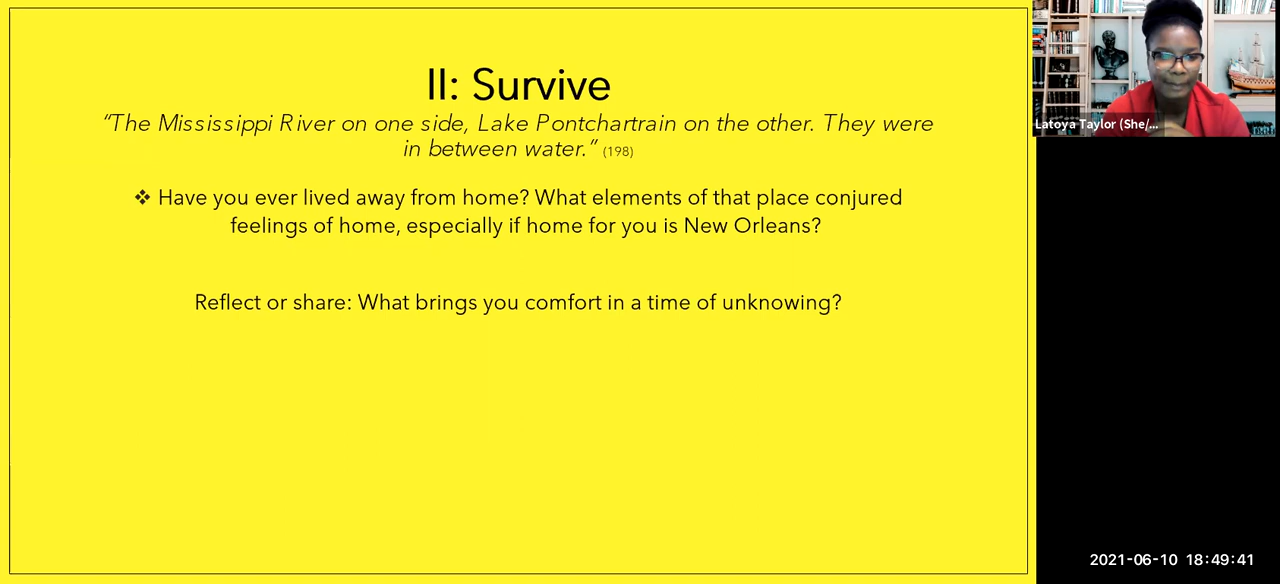 II: Survive
“The Mississippi River on one side, Lake Pontchartrain on the other. They were
in between water.” (198)
❖ Have you ever lived away from home? What elements of that place conjured
feelings of home, especially if home for you is New Orleans?
Reflect or share: What brings you comfort in a time of unknowing?
Latoya Taylor (She/...
2021-06-10 18:49:41